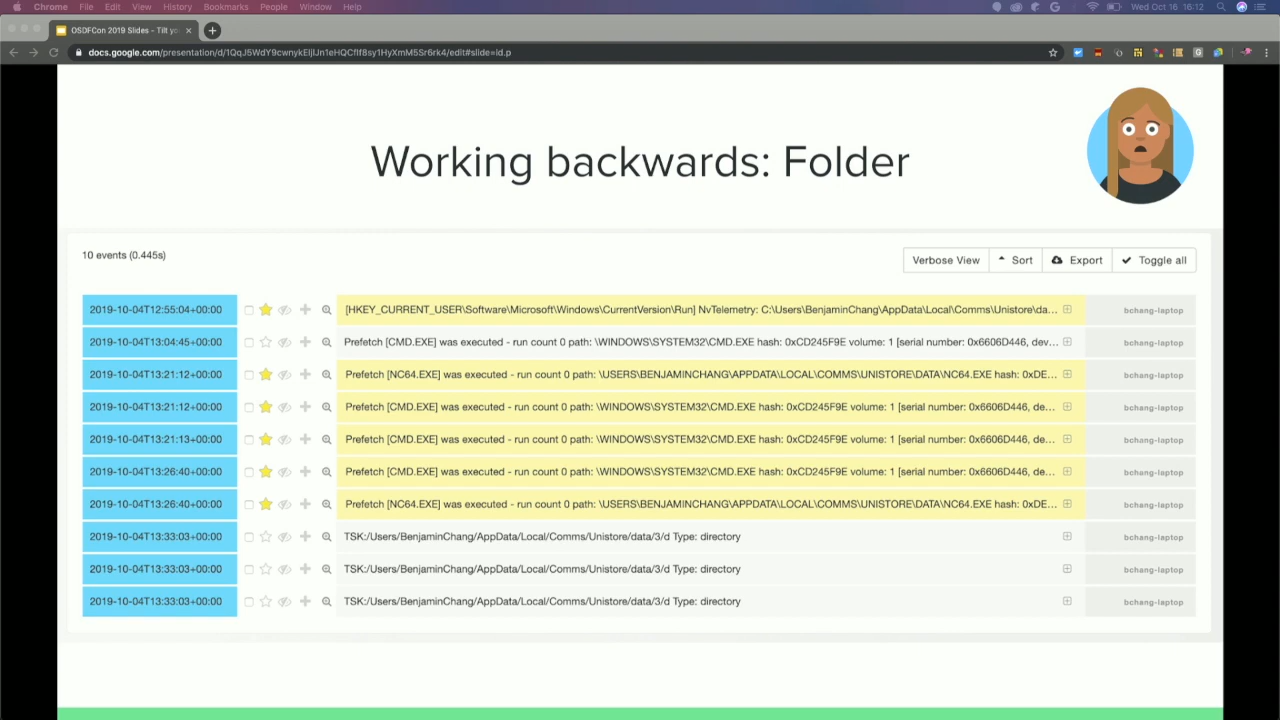 Chrome File Edit View History Bookmarks People Window Help Wed Oct 16 16:12
OSDFCon 2019 Slides - Tilt yo
docs.google.com/presentation/d/1QqJ5WdY9cwnykEljUn1eHQCflf8sy1HyXmM5Sr6rk4/edit#slide=id.p
Working backwards: Folder
10 events (0.445s)
Verbose View Sort Export Toggle all
2019-10-04T12:55:04+00:00 [HKEY_CURRENT_USER\Software\Microsoft\Windows\CurrentVersion\Run] NvTelemetry: C:\Users\BenjaminChang\AppData\Local\Comms\Unistore\da... bchang-laptop
2019-10-04T13:04:45+00:00 Prefetch [CMD.EXE] was executed - run count 0 path: \WINDOWS\SYSTEM32\CMD.EXE hash: 0xCD245F9E volume: 1 [serial number: 0x6606D446, dev... bchang-laptop
2019-10-04T13:21:12+00:00 Prefetch [NC64.EXE] was executed - run count 0 path: \USERS\BENJAMINCHANG\APPDATA\LOCAL\COMMS\UNISTORE\DATA\NC64.EXE hash: 0xDE... bchang-laptop
2019-10-04T13:21:12+00:00 Prefetch [CMD.EXE] was executed - run count 0 path: \WINDOWS\SYSTEM32\CMD.EXE hash: 0xCD245F9E volume: 1 [serial number: 0x6606D446, de... bchang-laptop
2019-10-04T13:21:13+00:00 Prefetch [CMD.EXE] was executed - run count 0 path: \WINDOWS\SYSTEM32\CMD.EXE hash: 0xCD245F9E volume: 1 [serial number: 0x6606D446, de... bchang-laptop
2019-10-04T13:26:40+00:00 Prefetch [CMD.EXE] was executed - run count 0 path: \WINDOWS\SYSTEM32\CMD.EXE hash: 0xCD245F9E volume: 1 [serial number: 0x6606D446, de... bchang-laptop
2019-10-04T13:26:40+00:00 Prefetch [NC64.EXE] was executed - run count 0 path: \USERS\BENJAMINCHANG\APPDATA\LOCAL\COMMS\UNISTORE\DATA\NC64.EXE hash: 0xDE... bchang-laptop
2019-10-04T13:33:03+00:00 TSK:/Users/BenjaminChang/AppData/Local/Comms/Unistore/data/3/d Type: directory bchang-laptop
2019-10-04T13:33:03+00:00 TSK:/Users/BenjaminChang/AppData/Local/Comms/Unistore/data/3/d Type: directory bchang-laptop
2019-10-04T13:33:03+00:00 TSK:/Users/BenjaminChang/AppData/Local/Comms/Unistore/data/3/d Type: directory bchang-laptop